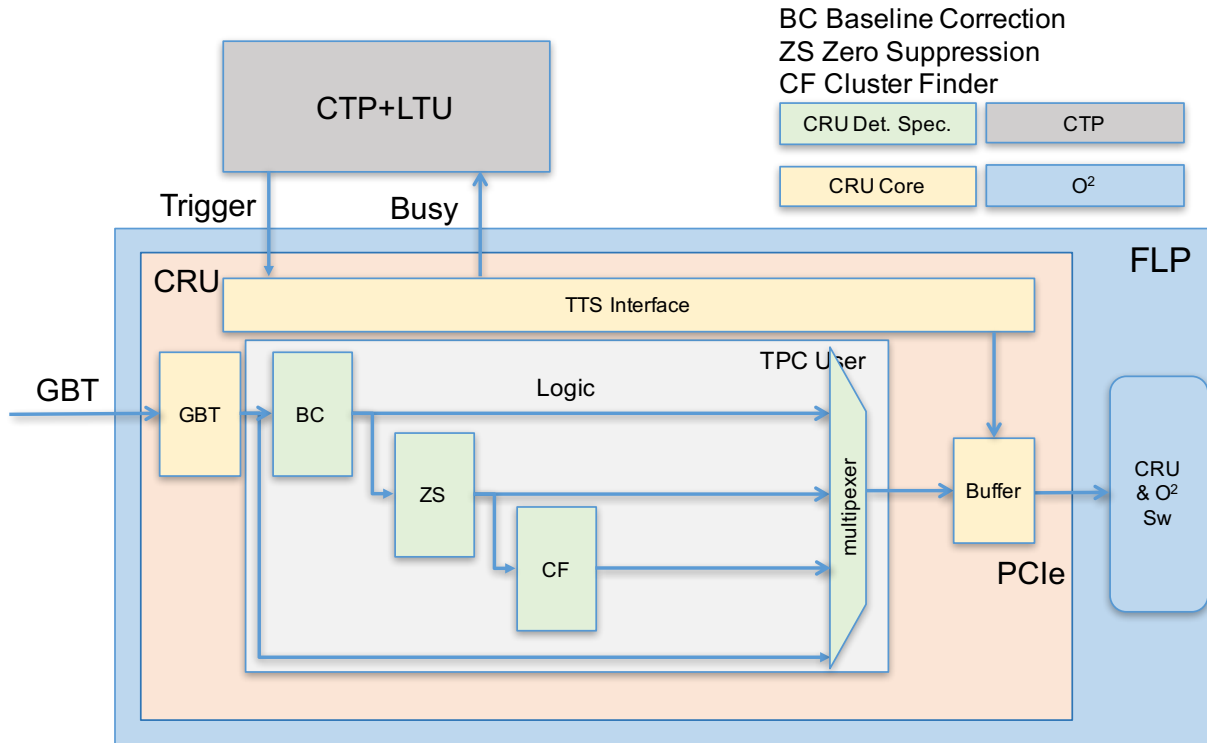 BC Baseline Correction
ZS Zero Suppression
CF Cluster Finder
CTP+LTU
CRU Det. Spec.
CTP
CRU Core
O²
Trigger
Busy
FLP
CRU
TTS Interface
TPC User
Logic
GBT
GBT
BC
ZS
CF
multipexer
Buffer
PCIe
CRU
& O²
Sw